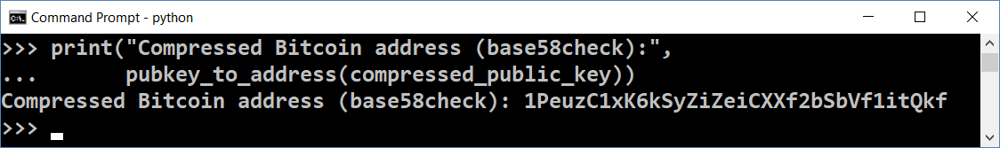 Command Prompt - python
>>> print("Compressed Bitcoin address (base58check):",
...       pubkey_to_address(compressed_public_key))
Compressed Bitcoin address (base58check): 1PeuzC1xK6kSyZiZeiCXXf2bSbVf1itQkf
>>>